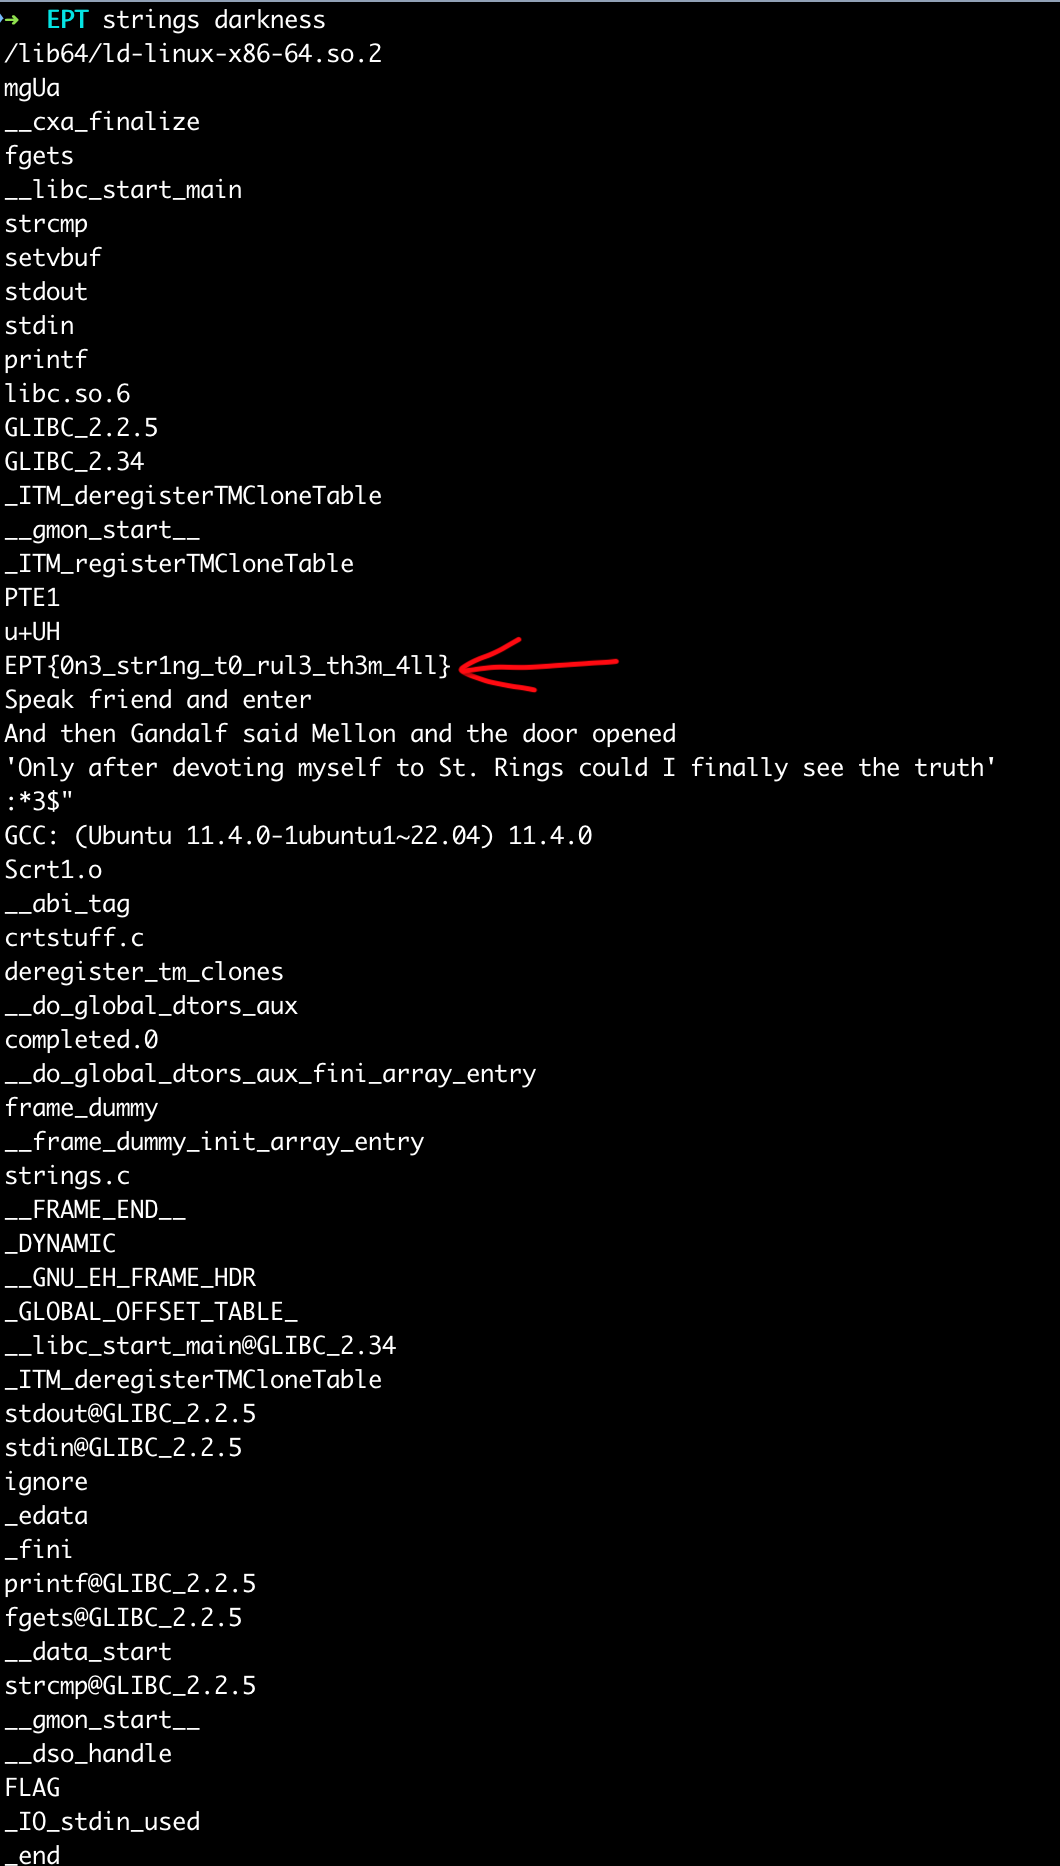 → EPT strings darkness
/lib64/ld-linux-x86-64.so.2
mgUa
__cxa_finalize
fgets
__libc_start_main
strcmp
setvbuf
stdout
stdin
printf
libc.so.6
GLIBC_2.2.5
GLIBC_2.34
_ITM_deregisterTMCloneTable
__gmon_start__
_ITM_registerTMCloneTable
PTE1
u+UH
EPT{0n3_str1ng_t0_rul3_th3m_4ll}
Speak friend and enter
And then Gandalf said Mellon and the door opened
'Only after devoting myself to St. Rings could I finally see the truth'
:*3$"
GCC: (Ubuntu 11.4.0-1ubuntu1~22.04) 11.4.0
Scrt1.o
__abi_tag
crtstuff.c
deregister_tm_clones
__do_global_dtors_aux
completed.0
__do_global_dtors_aux_fini_array_entry
frame_dummy
__frame_dummy_init_array_entry
strings.c
__FRAME_END__
_DYNAMIC
__GNU_EH_FRAME_HDR
_GLOBAL_OFFSET_TABLE_
__libc_start_main@GLIBC_2.34
_ITM_deregisterTMCloneTable
stdout@GLIBC_2.2.5
stdin@GLIBC_2.2.5
ignore
_edata
_fini
printf@GLIBC_2.2.5
fgets@GLIBC_2.2.5
__data_start
strcmp@GLIBC_2.2.5
__gmon_start__
__dso_handle
FLAG
_IO_stdin_used
_end